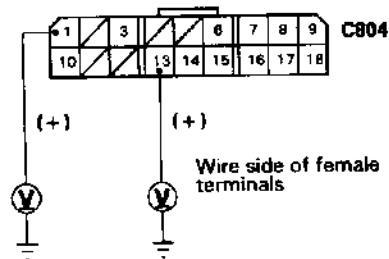 1 3 6 7 8 9 C804
10 13 14 15 16 17 18
(+) (+)
Wire side of female
terminals
V V